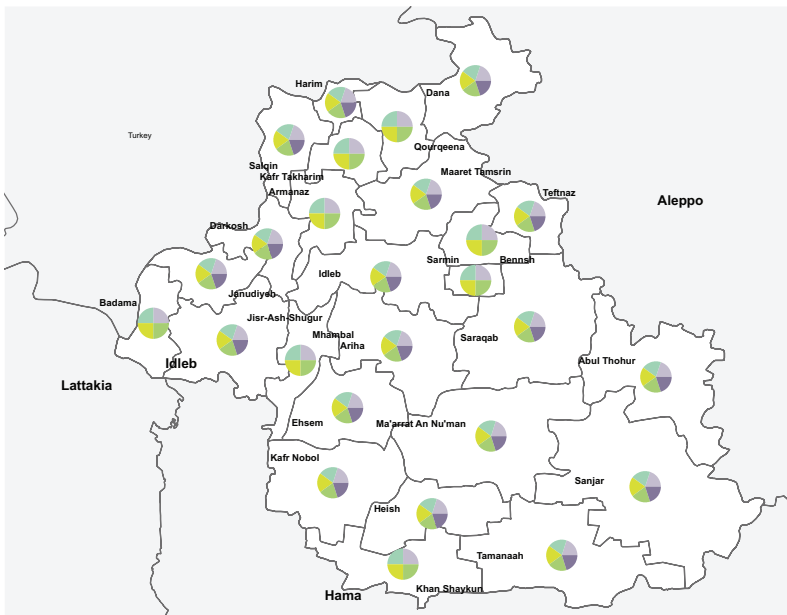 Harim
Dana
Turkey
Qourqeena
Salqin
Kafr Takharim
Maaret Tamsrin
Armanaz
Teftnaz
Aleppo
Darkosh
Sarmin
Bennsh
Idleb
Janudiyeh
Badama
Jisr-Ash-Shugur
Mhambal
Ariha
Saraqab
Abul Thohur
Idleb
Lattakia
Ehsem
Ma'arrat An Nu'man
Kafr Nobol
Sanjar
Heish
Tamanaah
Khan Shaykun
Hama